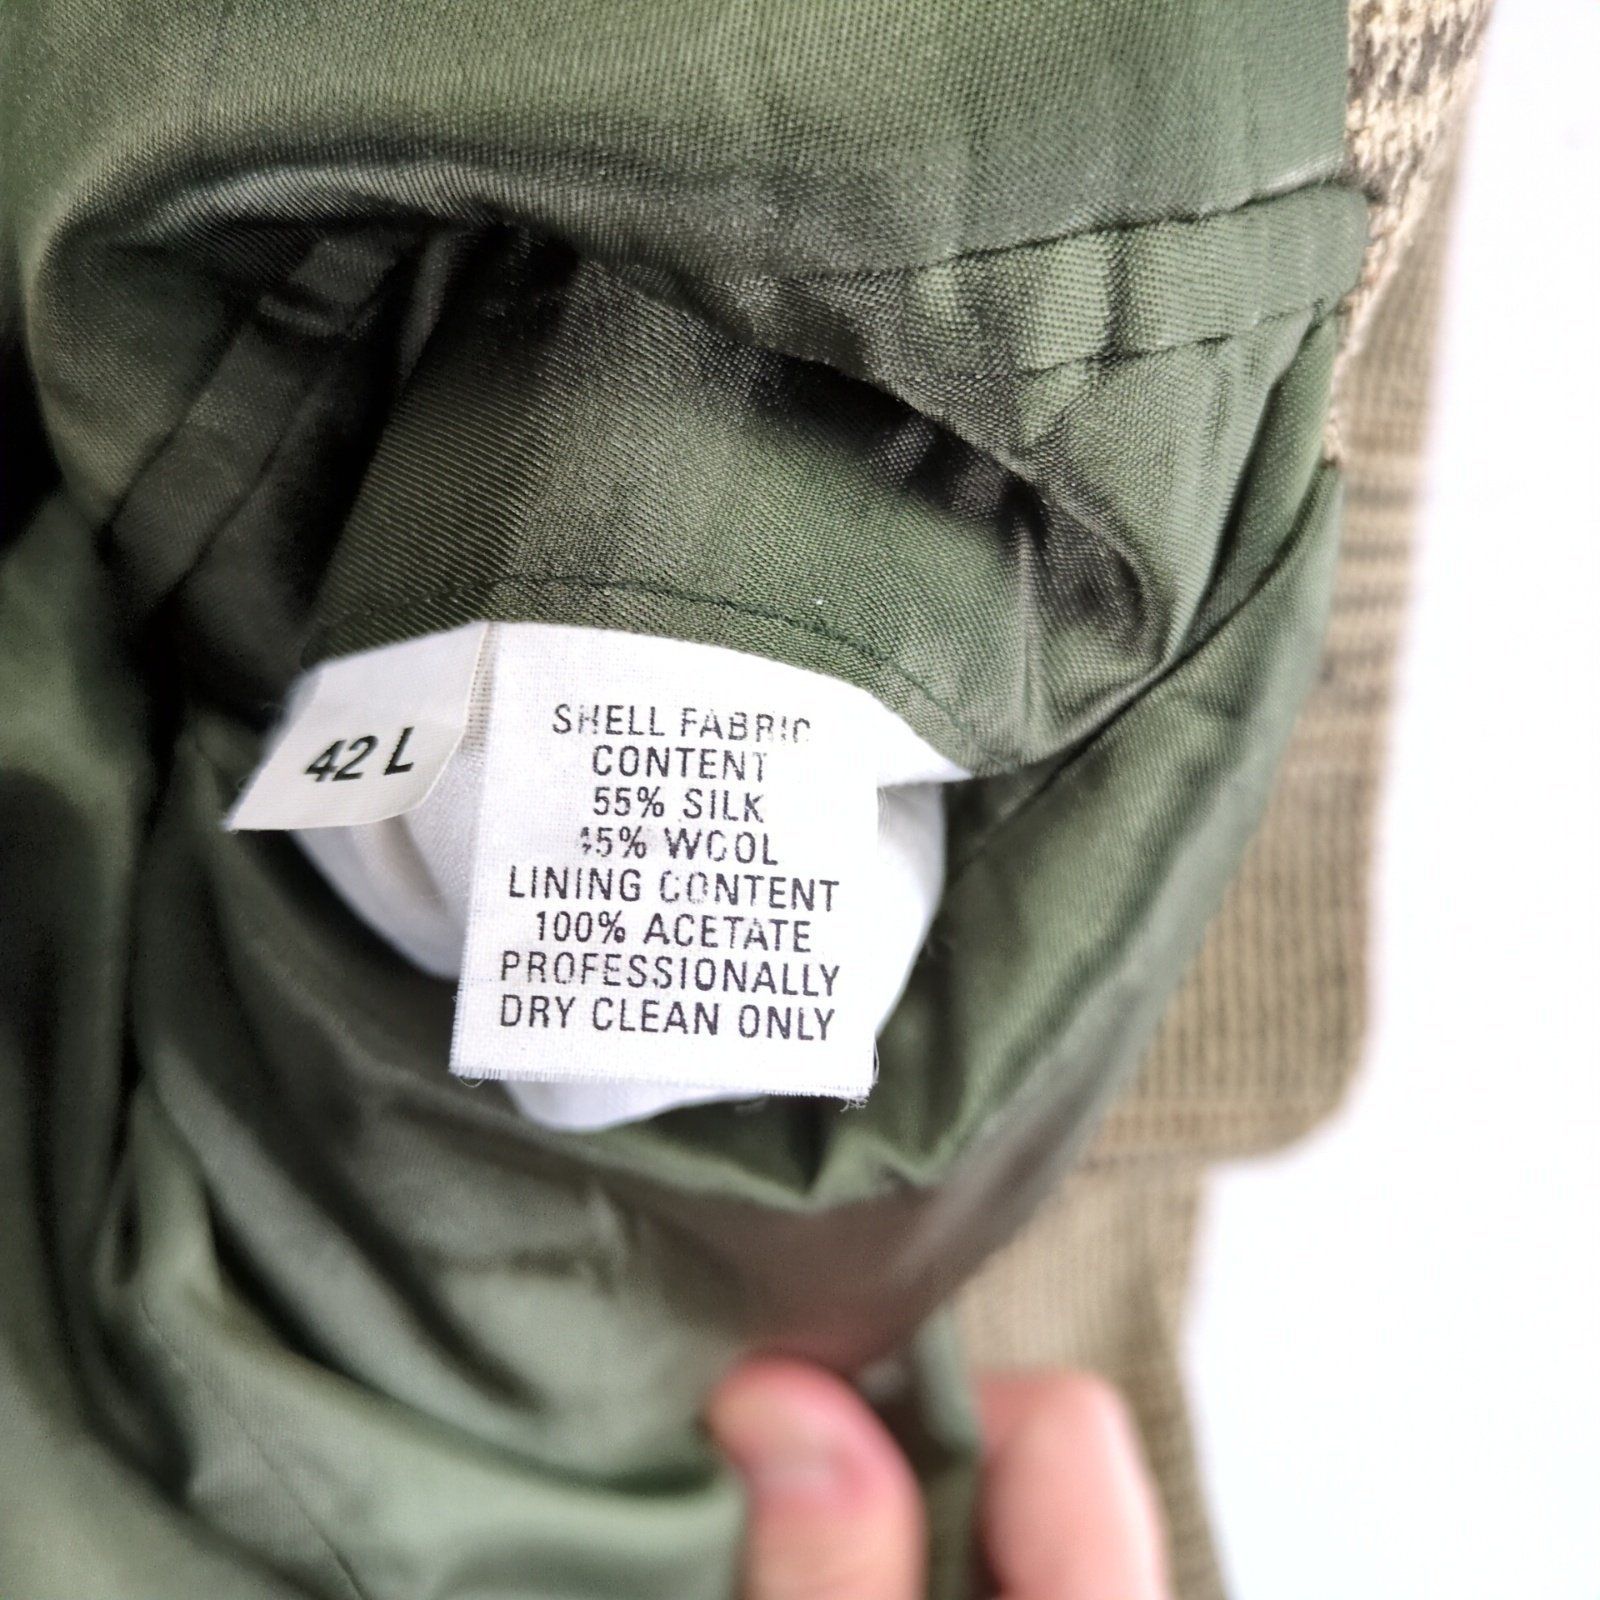 42 L
SHELL FABRIC
CONTENT
55% SILK
45% WOOL
LINING CONTENT
100% ACETATE
PROFESSIONALLY
DRY CLEAN ONLY